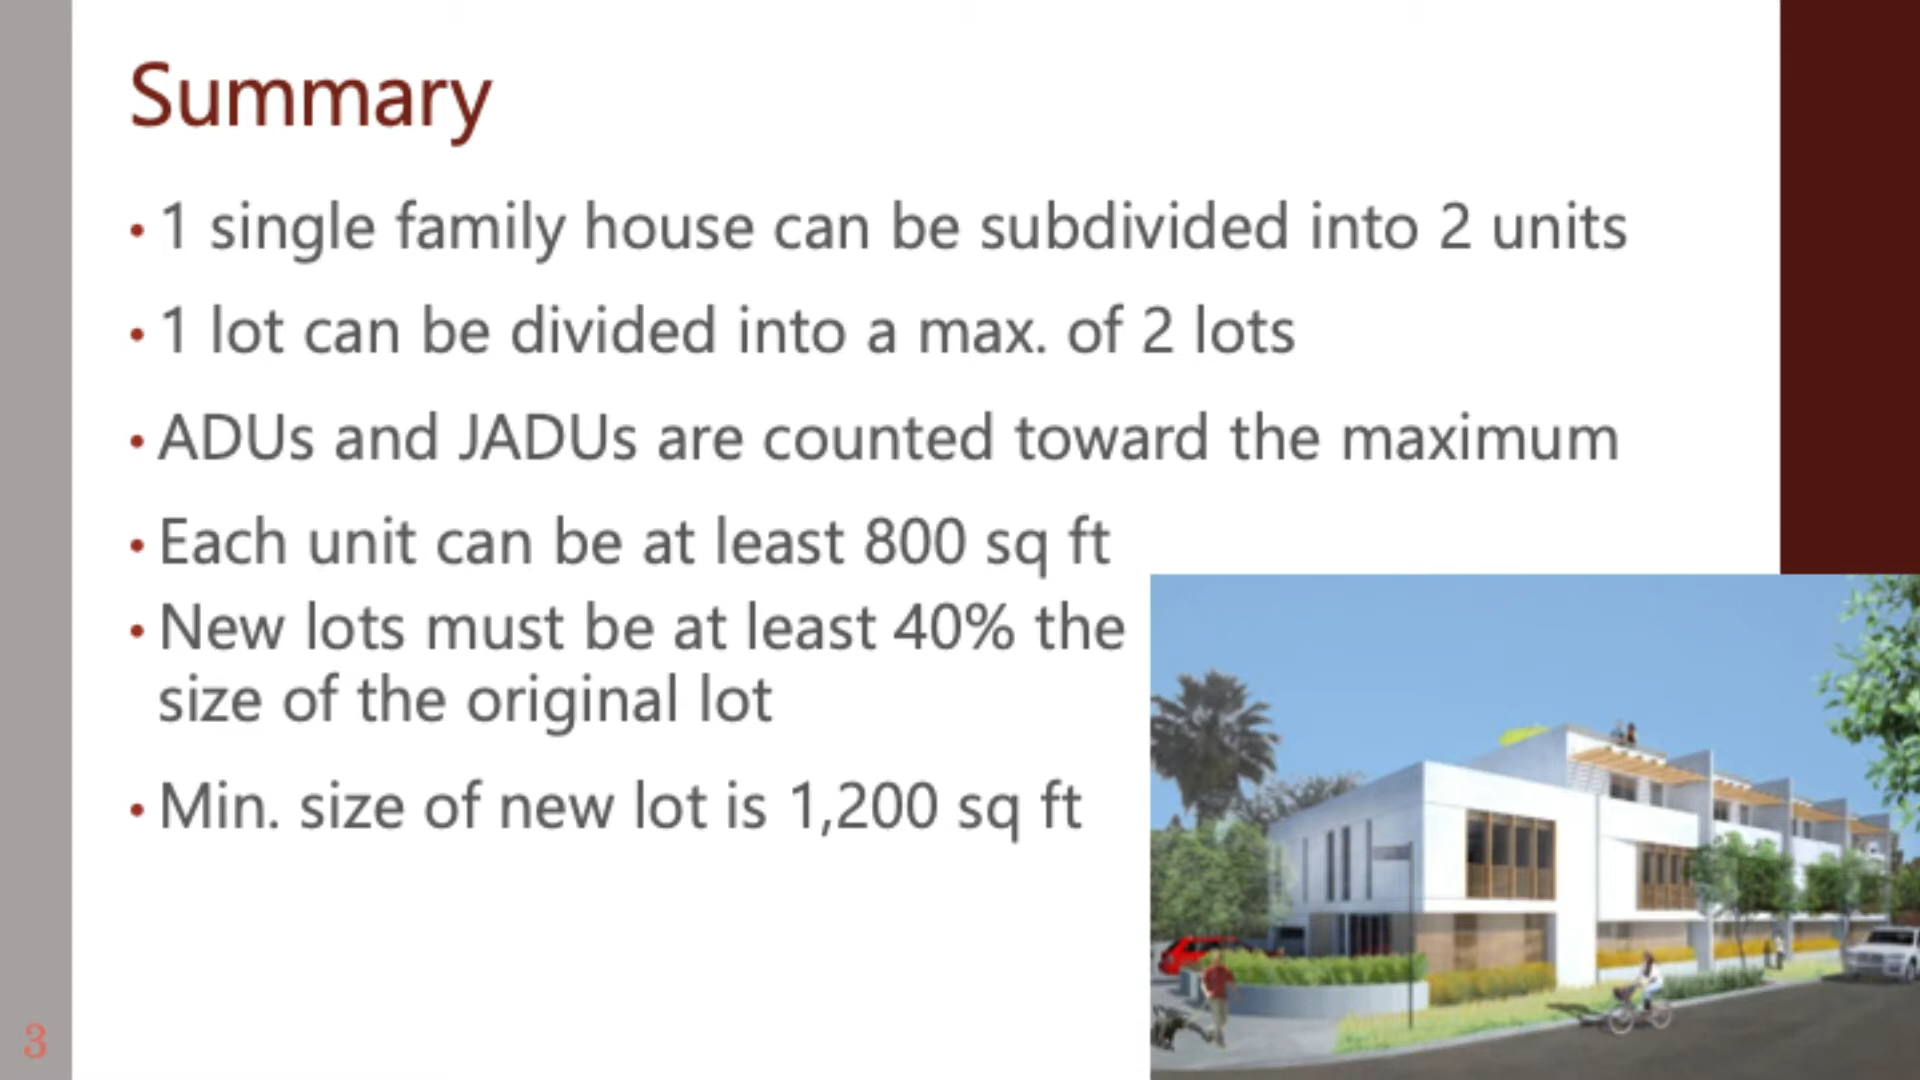 Summary
• 1 single family house can be subdivided into 2 units
• 1 lot can be divided into a max. of 2 lots
• ADUs and JADUs are counted toward the maximum
• Each unit can be at least 800 sq ft
• New lots must be at least 40% the
size of the original lot
• Min. size of new lot is 1,200 sq ft
3